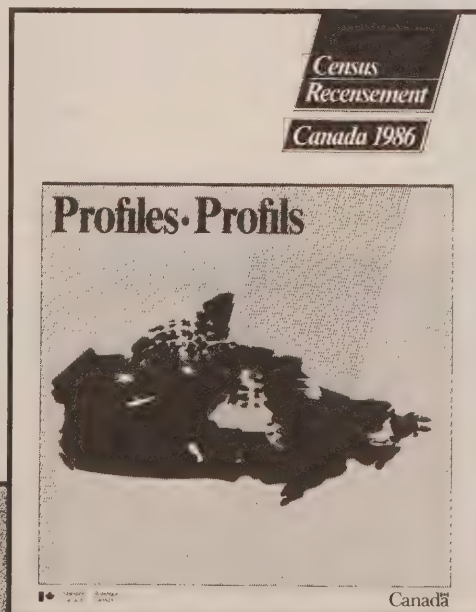 Census
Recensement
Canada 1986
Profiles • Profils
Canada